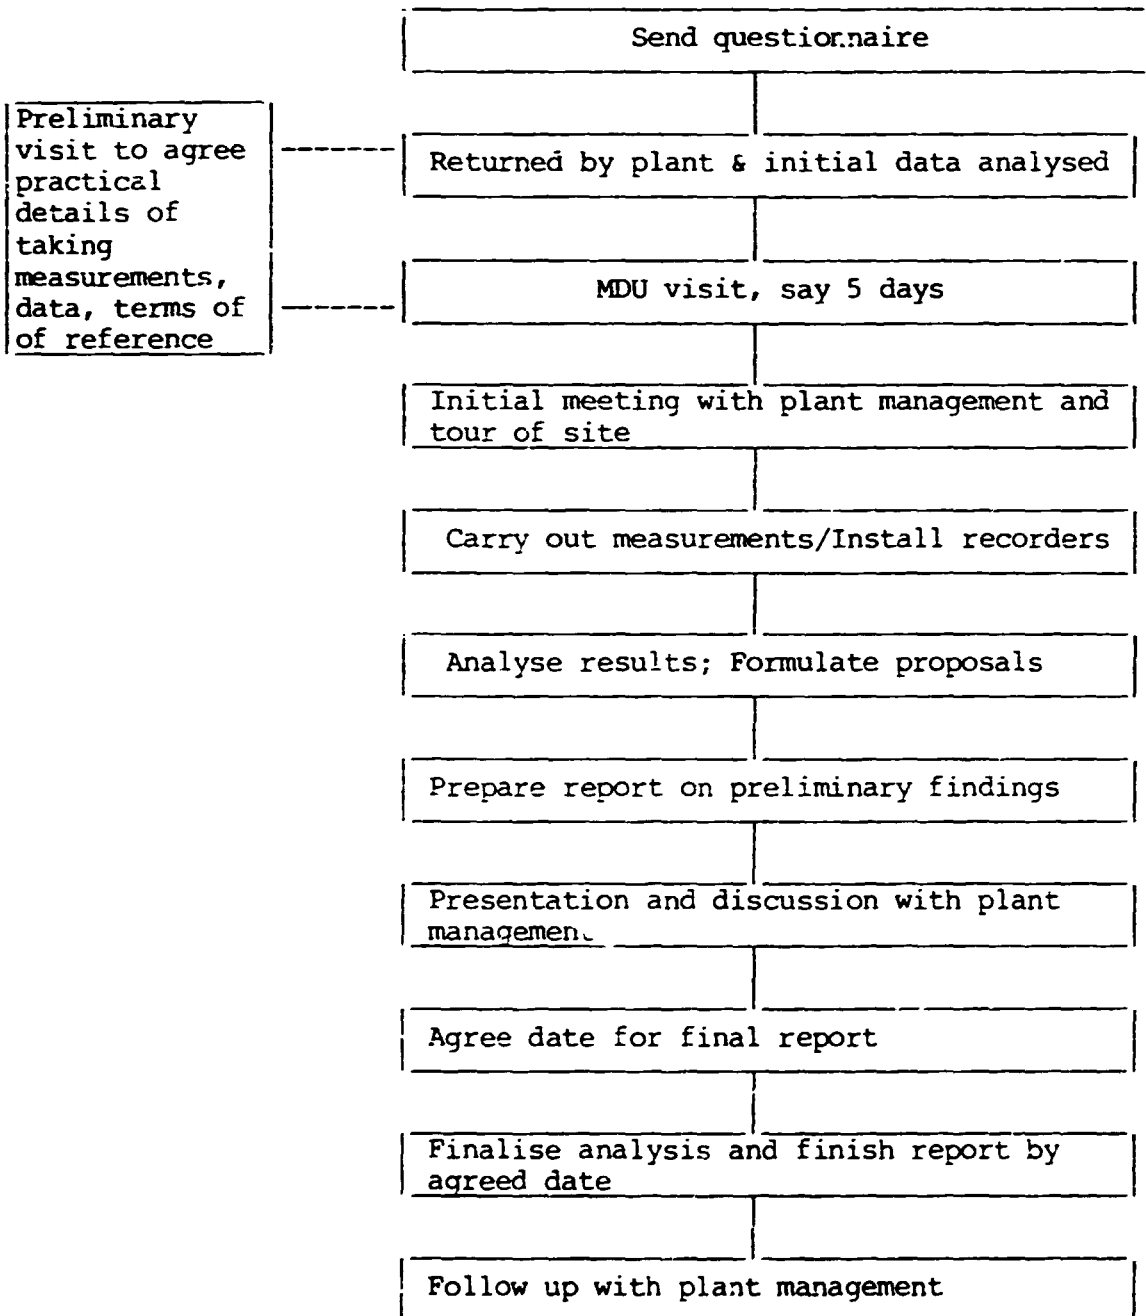 Send questionnaire
Preliminary
visit to agree
practical
details of
taking
measurements,
data, terms of
of reference
Returned by plant & initial data analysed
MDU visit, say 5 days
Initial meeting with plant management and
tour of site
Carry out measurements/Install recorders
Analyse results; Formulate proposals
Prepare report on preliminary findings
Presentation and discussion with plant
management
Agree date for final report
Finalise analysis and finish report by
agreed date
Follow up with plant management